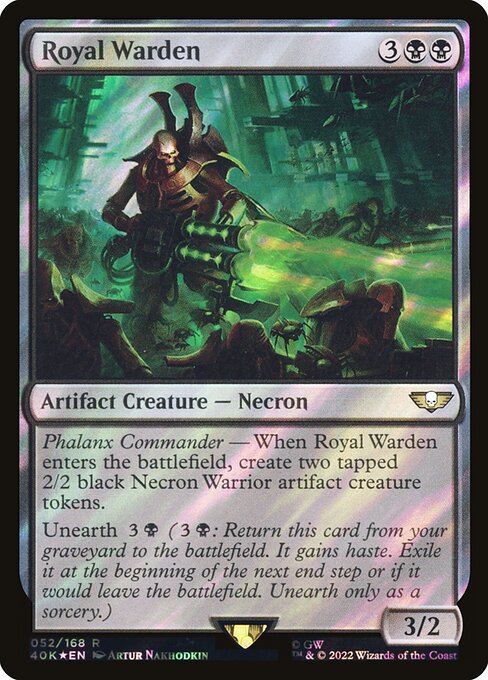 Royal Warden 3
Artifact Creature — Necron
Phalanx Commander — When Royal Warden
enters the battlefield, create two tapped
2/2 black Necron Warrior artifact creature
tokens.
Unearth 3 (3: Return this card from your
graveyard to the battlefield. It gains haste. Exile
it at the beginning of the next end step or if it
would leave the battlefield. Unearth only as a
sorcery.)
3/2
052/168 R
40K★EN Artur Nakhodkin
© GW
™ & © 2022 Wizards of the Coast